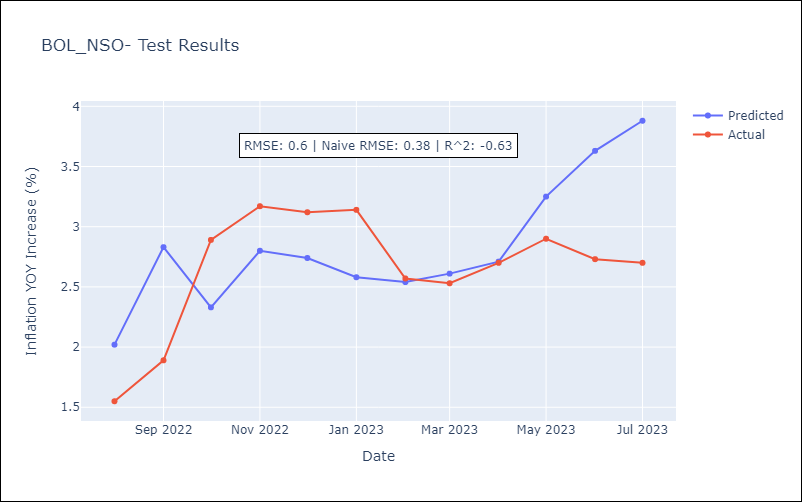 BOL_NSO- Test Results
4
3.5
3
2.5
2
1.5
Inflation YOY Increase (%)
RMSE: 0.6 | Naive RMSE: 0.38 | R^2: -0.63
Predicted
Actual
Sep 2022 Nov 2022 Jan 2023 Mar 2023 May 2023 Jul 2023
Date